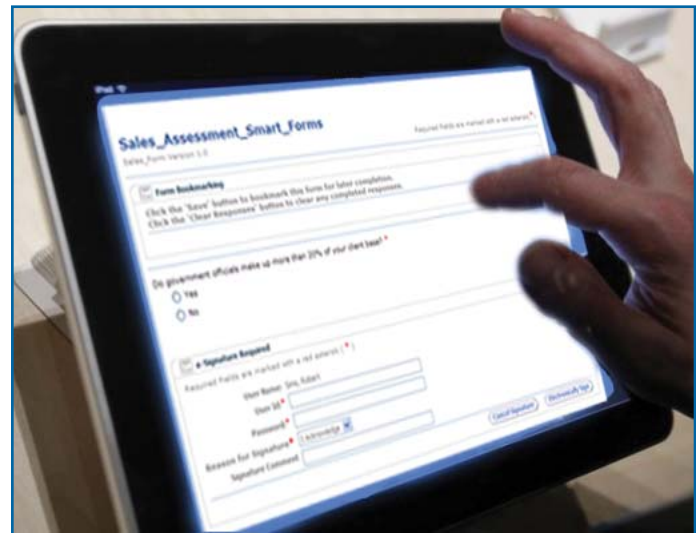 iPad
Sales_Assessment_Smart_Forms
Sales_Form Version 1.0
Required fields are marked with a red asterisk *
Form Bookmarking
Click the 'Save' button to bookmark this form for later completion.
Click the 'Clear Responses' button to clear any completed response.
Do government officials make up more than 20% of your client base? *
Yes
No
e-Signature Required
Required fields are marked with a red asterisk ( * )
User Name: Robert
User Id *
Password *
Reason for Signature * I acknowledge
Signature Comment
Cancel Signature Electronically Sign